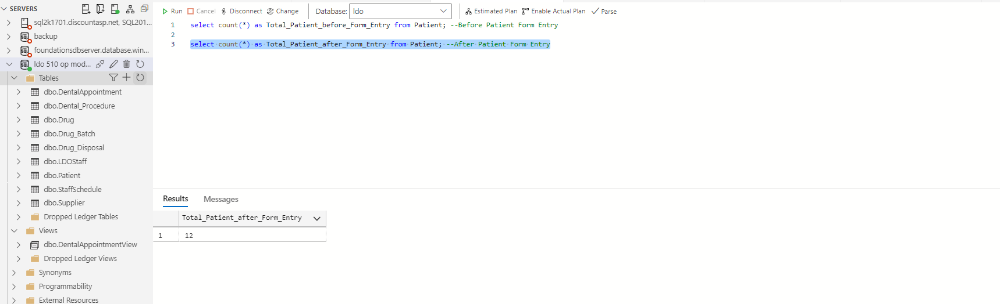 SERVERS
sql2k1701.discountasp.net, SQL201...
backup
foundationsdbserver.database.win...
ldo 510 op mod...
Tables
dbo.DentalAppointment
dbo.Dental_Procedure
dbo.Drug
dbo.Drug_Batch
dbo.Drug_Disposal
dbo.LDOStaff
dbo.Patient
dbo.StaffSchedule
dbo.Supplier
Dropped Ledger Tables
Views
dbo.DentalAppointmentView
Dropped Ledger Views
Synonyms
Programmability
External Resources
Run Cancel Disconnect Change Database: ldo Estimated Plan Enable Actual Plan Parse
1 select count(*) as Total_Patient_before_Form_Entry from Patient; --Before Patient Form Entry
2
3 select count(*) as Total_Patient_after_Form_Entry from Patient; --After Patient Form Entry
Results Messages
Total_Patient_after_Form_Entry
1 12